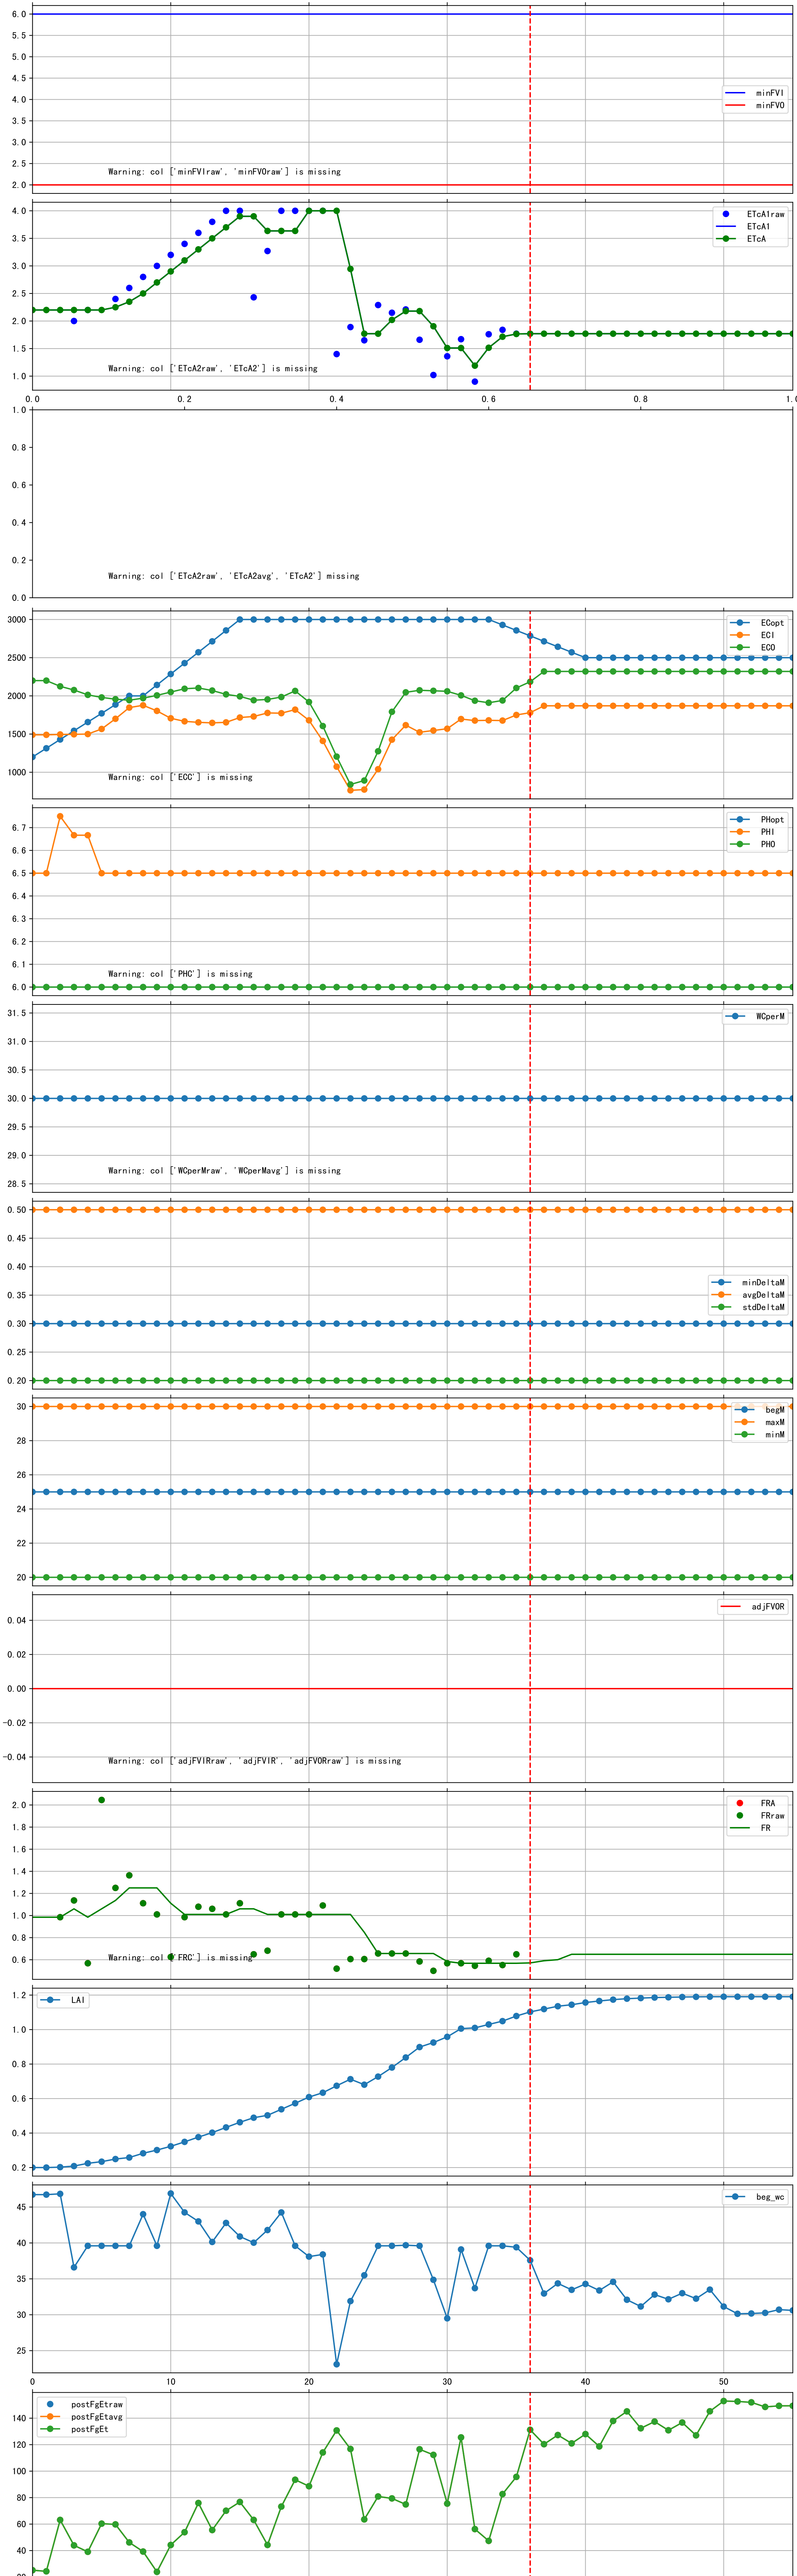 6.0
5.5
5.0
4.5
4.0
3.5
3.0
2.5
2.0
minFVI
minFVO
Warning: col ['minFVIraw', 'minFVOraw'] is missing
4.0
3.5
3.0
2.5
2.0
1.5
1.0
ETcA1raw
ETcA1
ETcA
Warning: col ['ETcA2raw', 'ETcA2'] is missing
0.0 0.2 0.4 0.6 0.8 1.0
1.0
0.8
0.6
0.4
0.2
0.0
Warning: col ['ETcA2raw', 'ETcA2avg', 'ETcA2'] missing
3000
2500
2000
1500
1000
ECopt
ECI
ECO
Warning: col ['ECC'] is missing
6.7
6.6
6.5
6.4
6.3
6.2
6.1
6.0
PHopt
PHI
PHO
Warning: col ['PHC'] is missing
31.5
31.0
30.5
30.0
29.5
29.0
28.5
WCperM
Warning: col ['WCperMraw', 'WCperMavg'] is missing
0.50
0.45
0.40
0.35
0.30
0.25
0.20
minDeltaM
avgDeltaM
stdDeltaM
30
28
26
24
22
20
begM
maxM
minM
0.04
0.02
0.00
-0.02
-0.04
adjFVOR
Warning: col ['adjFVIRraw', 'adjFVIR', 'adjFVORraw'] is missing
2.0
1.8
1.6
1.4
1.2
1.0
0.8
0.6
FRA
FRraw
FR
Warning: col ['FRC'] is missing
1.2
1.0
0.8
0.6
0.4
0.2
LAI
45
40
35
30
25
beg_wc
0 10 20 30 40 50
140
120
100
80
60
40
postFgEtraw
postFgEtavg
postFgEt